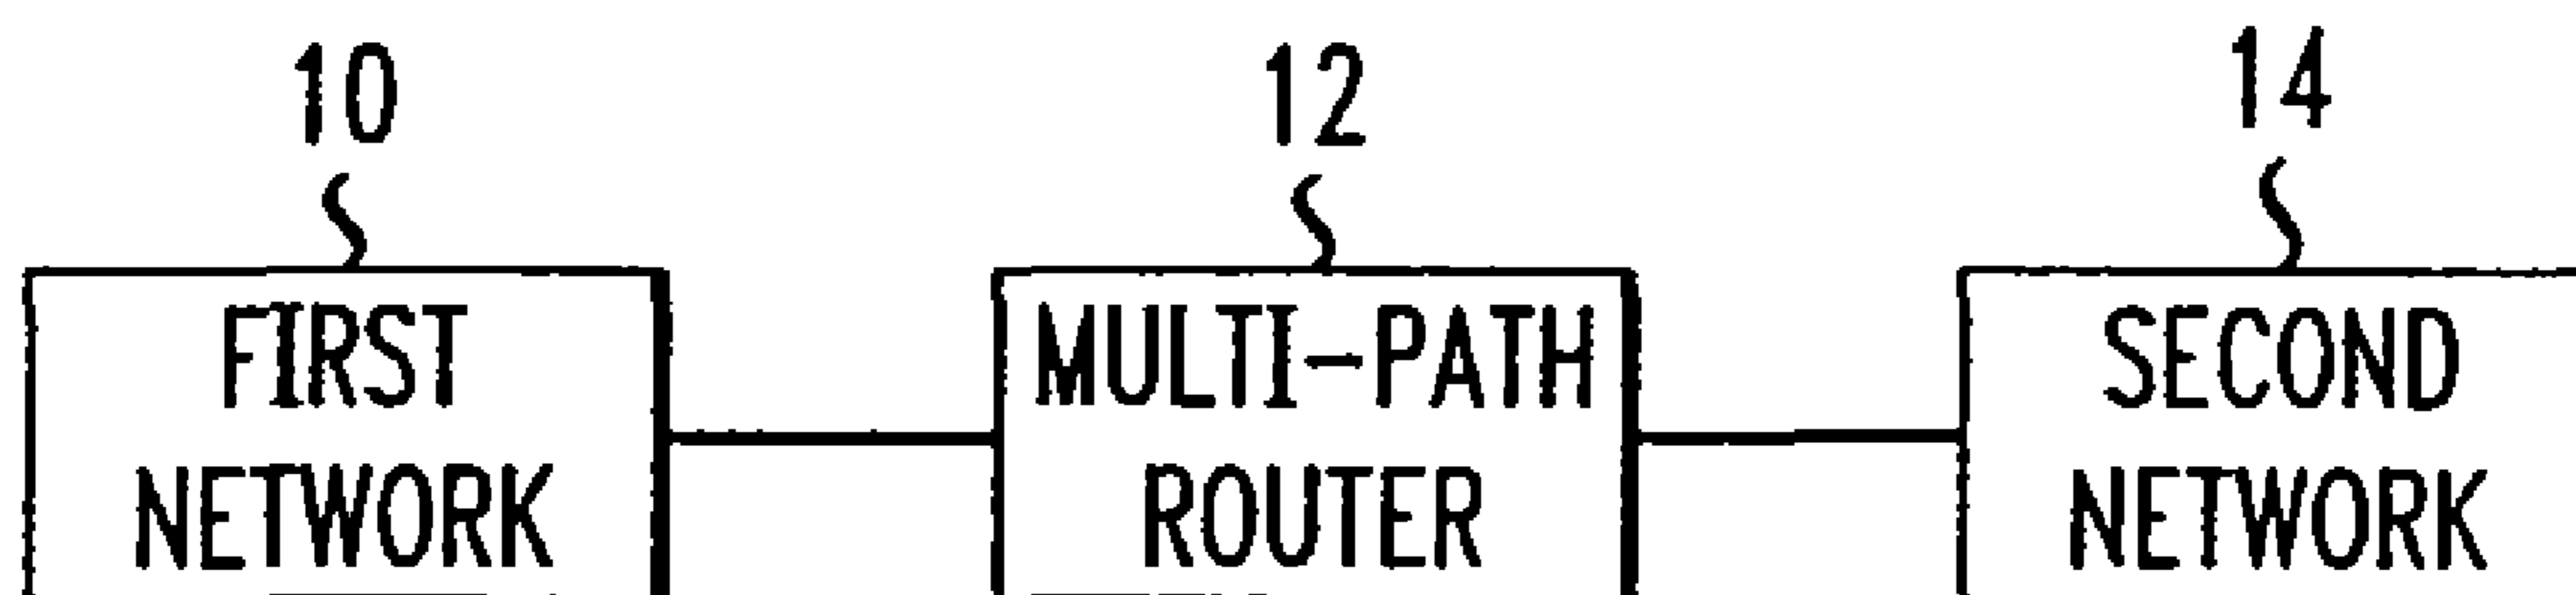 10
12
14
FIRST
NETWORK
MULTI-PATH
ROUTER
SECOND
NETWORK